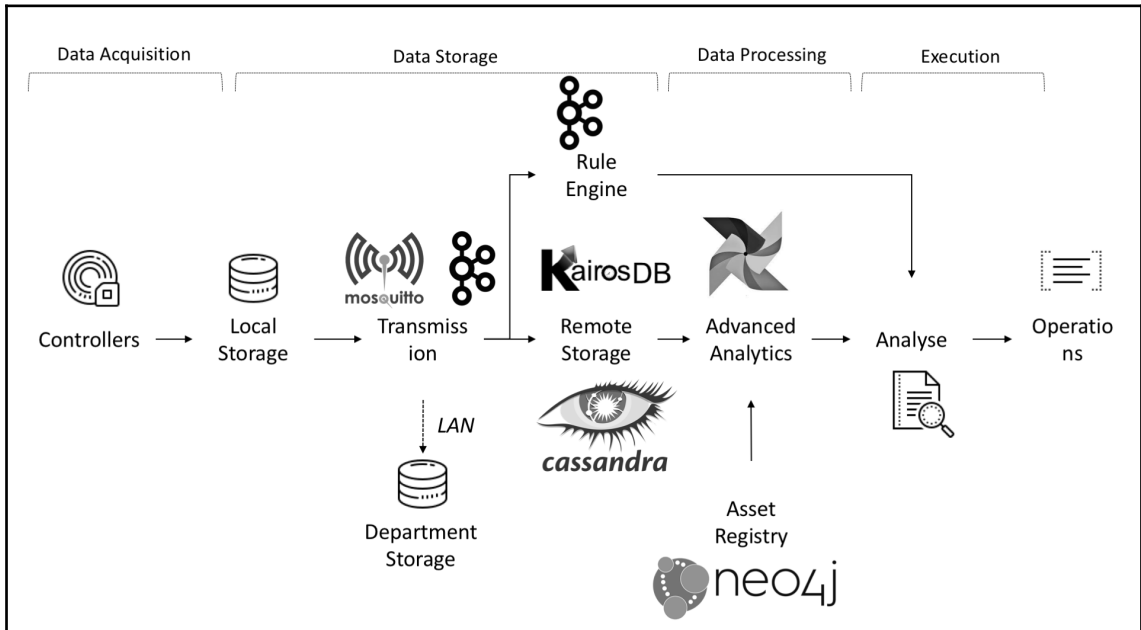 Data Acquisition
Data Storage
Data Processing
Execution
Rule
Engine
mosquitto
KairosDB
Controllers
Local
Storage
Transmiss
ion
Remote
Storage
Advanced
Analytics
Analyse
Operatio
ns
LAN
cassandra
Department
Storage
Asset
Registry
neo4j